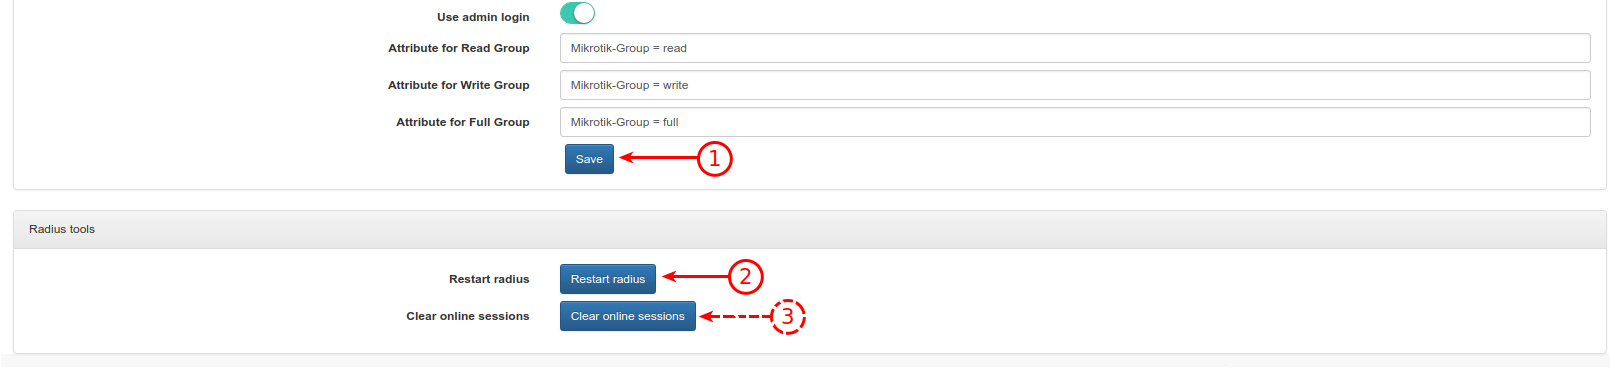 Use admin login
Attribute for Read Group Mikrotik-Group = read
Attribute for Write Group Mikrotik-Group = write
Attribute for Full Group Mikrotik-Group = full
Save 1
Radius tools
Restart radius Restart radius 2
Clear online sessions Clear online sessions 3